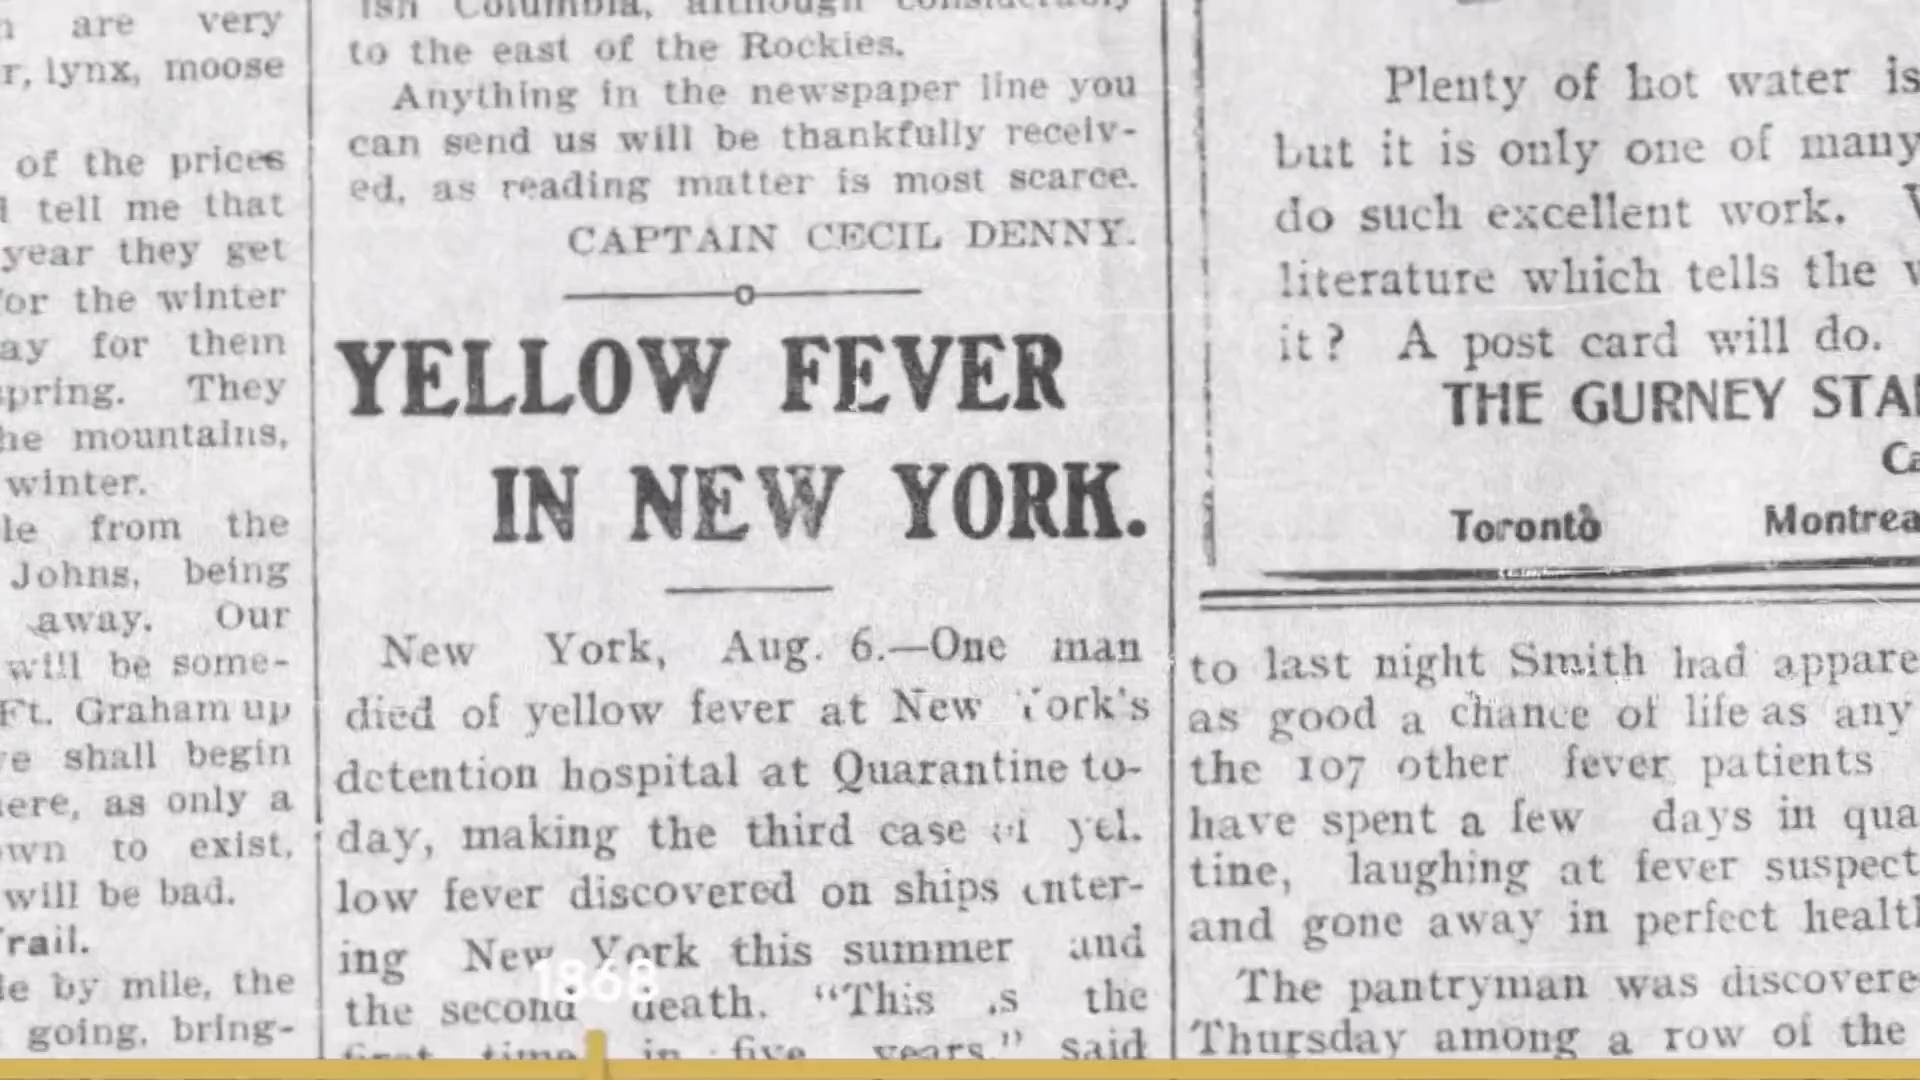 are very
lynx, moose
of the prices
tell me that
year they get
for the winter
for them
spring. They
mountains,
winter.
from the
Johns, being
away. Our
will be some-
Ft. Graham up
shall begin
as only a
to exist,
will be bad.
by mile, the
going, bring-
ish Columbia, although considerably
to the east of the Rockies.
Anything in the newspaper line you
can send us will be thankfully receiv-
ed, as reading matter is most scarce.
CAPTAIN CECIL DENNY.
YELLOW FEVER
IN NEW YORK.
New York, Aug. 6.—One man
died of yellow fever at New York's
detention hospital at Quarantine to-
day, making the third case of yel-
low fever discovered on ships enter-
ing New York this summer and
the second death. "This is the
first time in five years," said
1868
Plenty of hot water is
but it is only one of many
do such excellent work.
literature which tells the
it? A post card will do.
THE GURNEY
Toronto Montrea
to last night Smith had appare
as good a chance of life as any
the 107 other fever patients
have spent a few days in qua
tine, laughing at fever suspect
and gone away in perfect healt
The pantryman was discovere
Thursday among a row of the